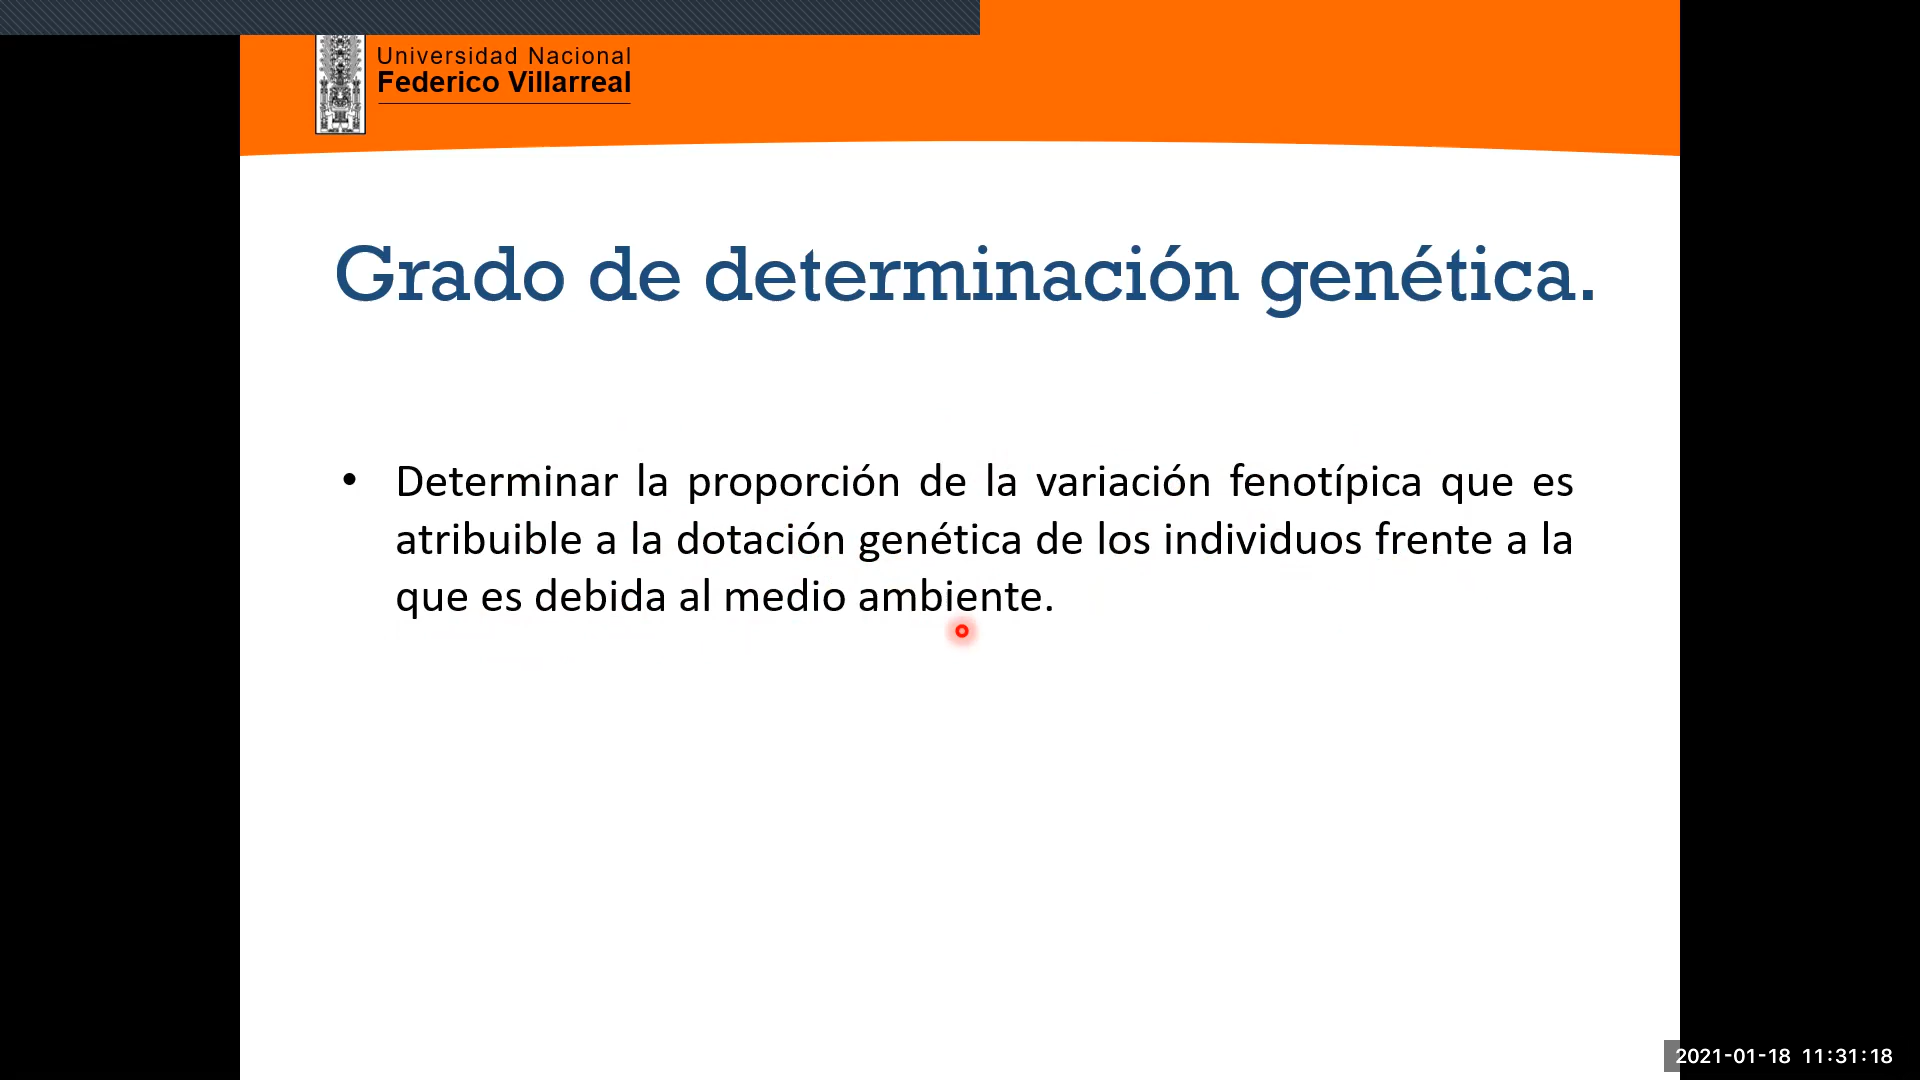 Universidad Nacional
Federico Villarreal
Grado de determinación genética.
• Determinar la proporción de la variación fenotípica que es
atribuible a la dotación genética de los individuos frente a la
que es debida al medio ambiente.
2021-01-18 11:31:18